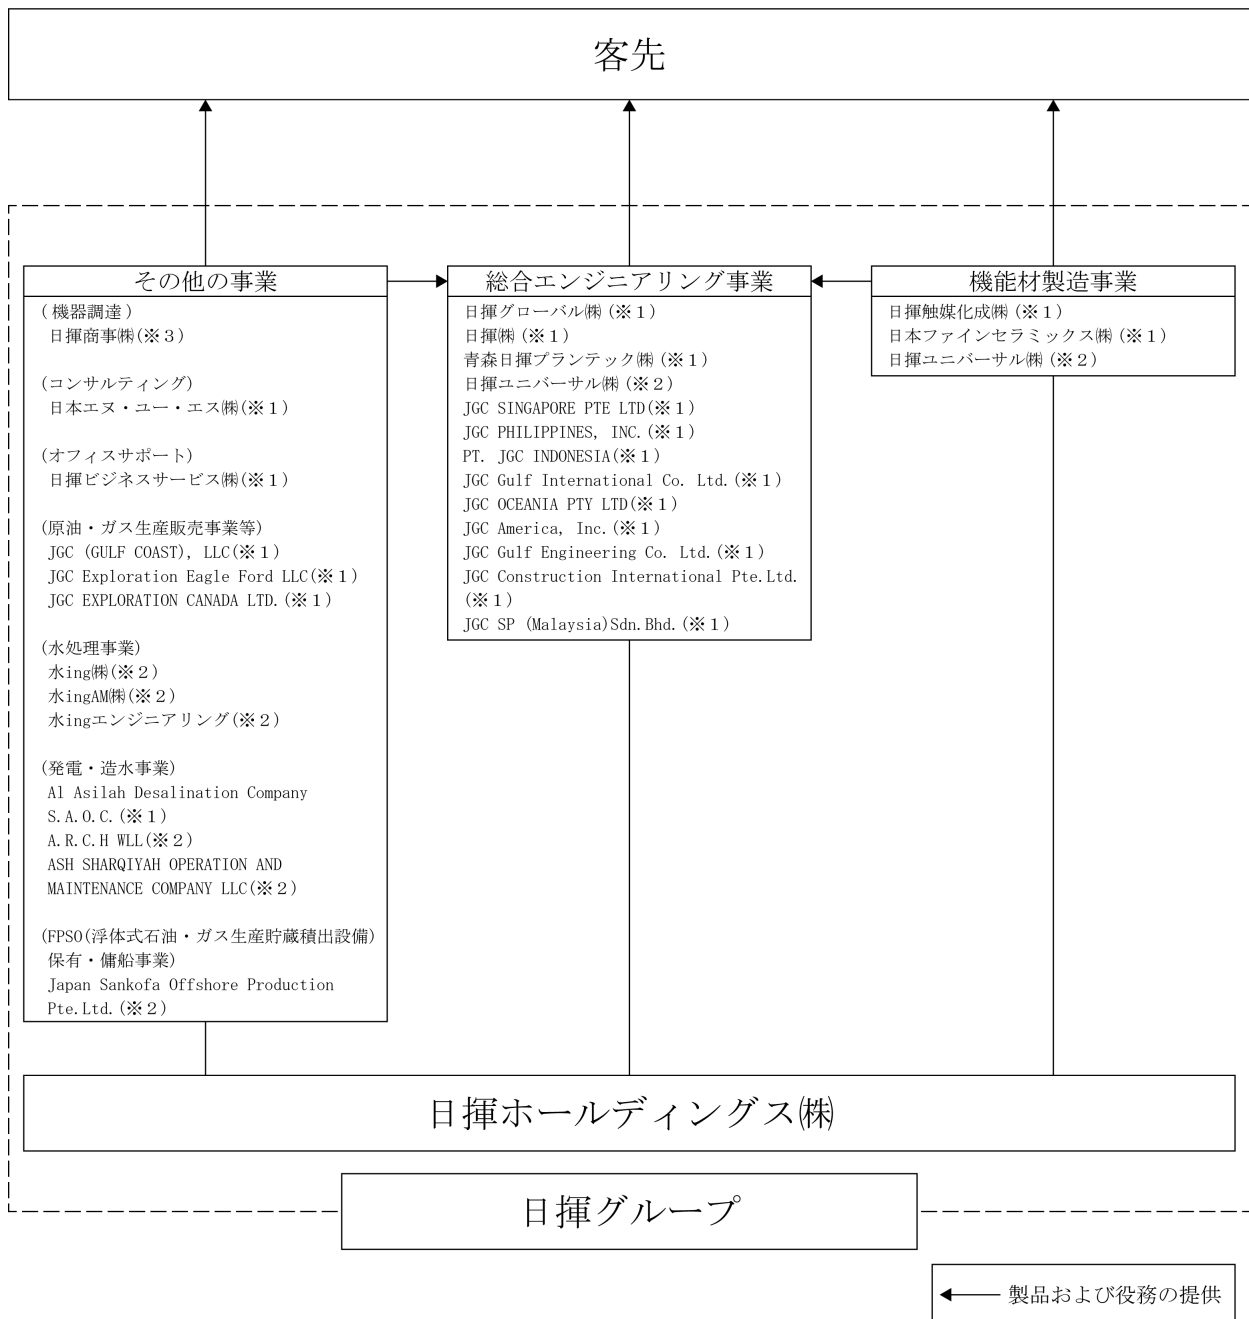 客先
その他の事業
(機器調達)
日揮商事㈱(※３)
(コンサルティング)
日本エヌ・ユー・エス㈱(※１)
(オフィスサポート)
日揮ビジネスサービス㈱(※１)
(原油・ガス生産販売事業等)
JGC (GULF COAST), LLC(※１)
JGC Exploration Eagle Ford LLC(※１)
JGC EXPLORATION CANADA LTD.(※１)
(水処理事業)
水ing㈱(※２)
水ingAM㈱(※２)
水ingエンジニアリング(※２)
(発電・造水事業)
Al Asilah Desalination Company
S.A.O.C.(※１)
A.R.C.H WLL(※２)
ASH SHARQIYAH OPERATION AND
MAINTENANCE COMPANY LLC(※２)
(FPSO(浮体式石油・ガス生産貯蔵積出設備)
保有・傭船事業)
Japan Sankofa Offshore Production
Pte.Ltd.(※２)
総合エンジニアリング事業
日揮グローバル㈱(※１)
日揮㈱(※１)
青森日揮プランテック㈱(※１)
日揮ユニバーサル㈱(※２)
JGC SINGAPORE PTE LTD(※１)
JGC PHILIPPINES, INC.(※１)
PT. JGC INDONESIA(※１)
JGC Gulf International Co. Ltd.(※１)
JGC OCEANIA PTY LTD(※１)
JGC America, Inc.(※１)
JGC Gulf Engineering Co. Ltd.(※１)
JGC Construction International Pte.Ltd.
(※１)
JGC SP (Malaysia)Sdn.Bhd.(※１)
機能材製造事業
日揮触媒化成㈱(※１)
日本ファインセラミックス㈱(※１)
日揮ユニバーサル㈱(※２)
日揮ホールディングス㈱
日揮グループ
製品および役務の提供